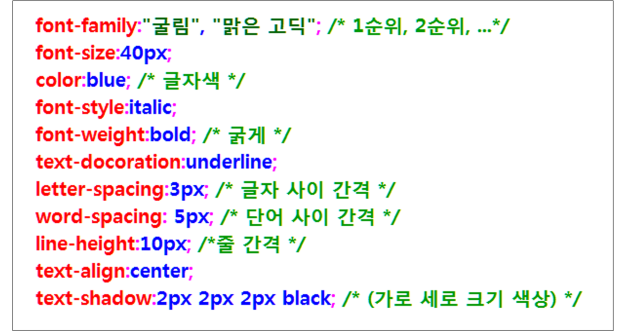 font-family:"굴림", "맑은 고딕"; /* 1순위, 2순위, ...*/
font-size:40px;
color:blue; /* 글자색 */
font-style:italic;
font-weight:bold; /* 굵게 */
text-docoration:underline;
letter-spacing:3px; /* 글자 사이 간격 */
word-spacing: 5px; /* 단어 사이 간격 */
line-height:10px; /*줄 간격 */
text-align:center;
text-shadow:2px 2px 2px black; /* (가로 세로 크기 색상) */